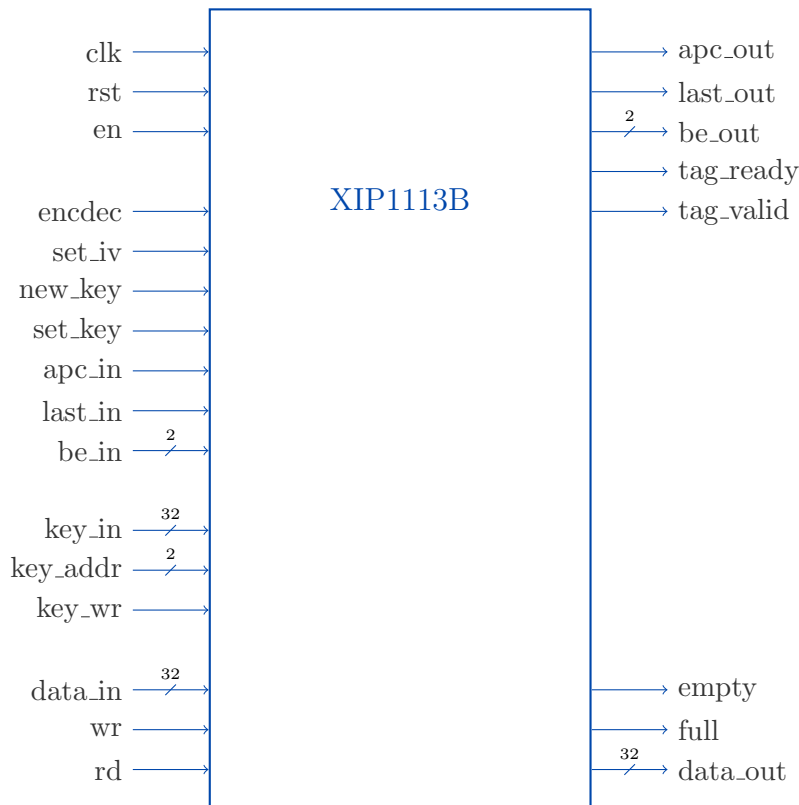 clk
rst
en
encdec
set_iv
new_key
set_key
apc_in
last_in
2
be_in
32
key_in
2
key_addr
key_wr
32
data_in
wr
rd
XIP1113B
apc_out
last_out
2
be_out
tag_ready
tag_valid
empty
full
32
data_out